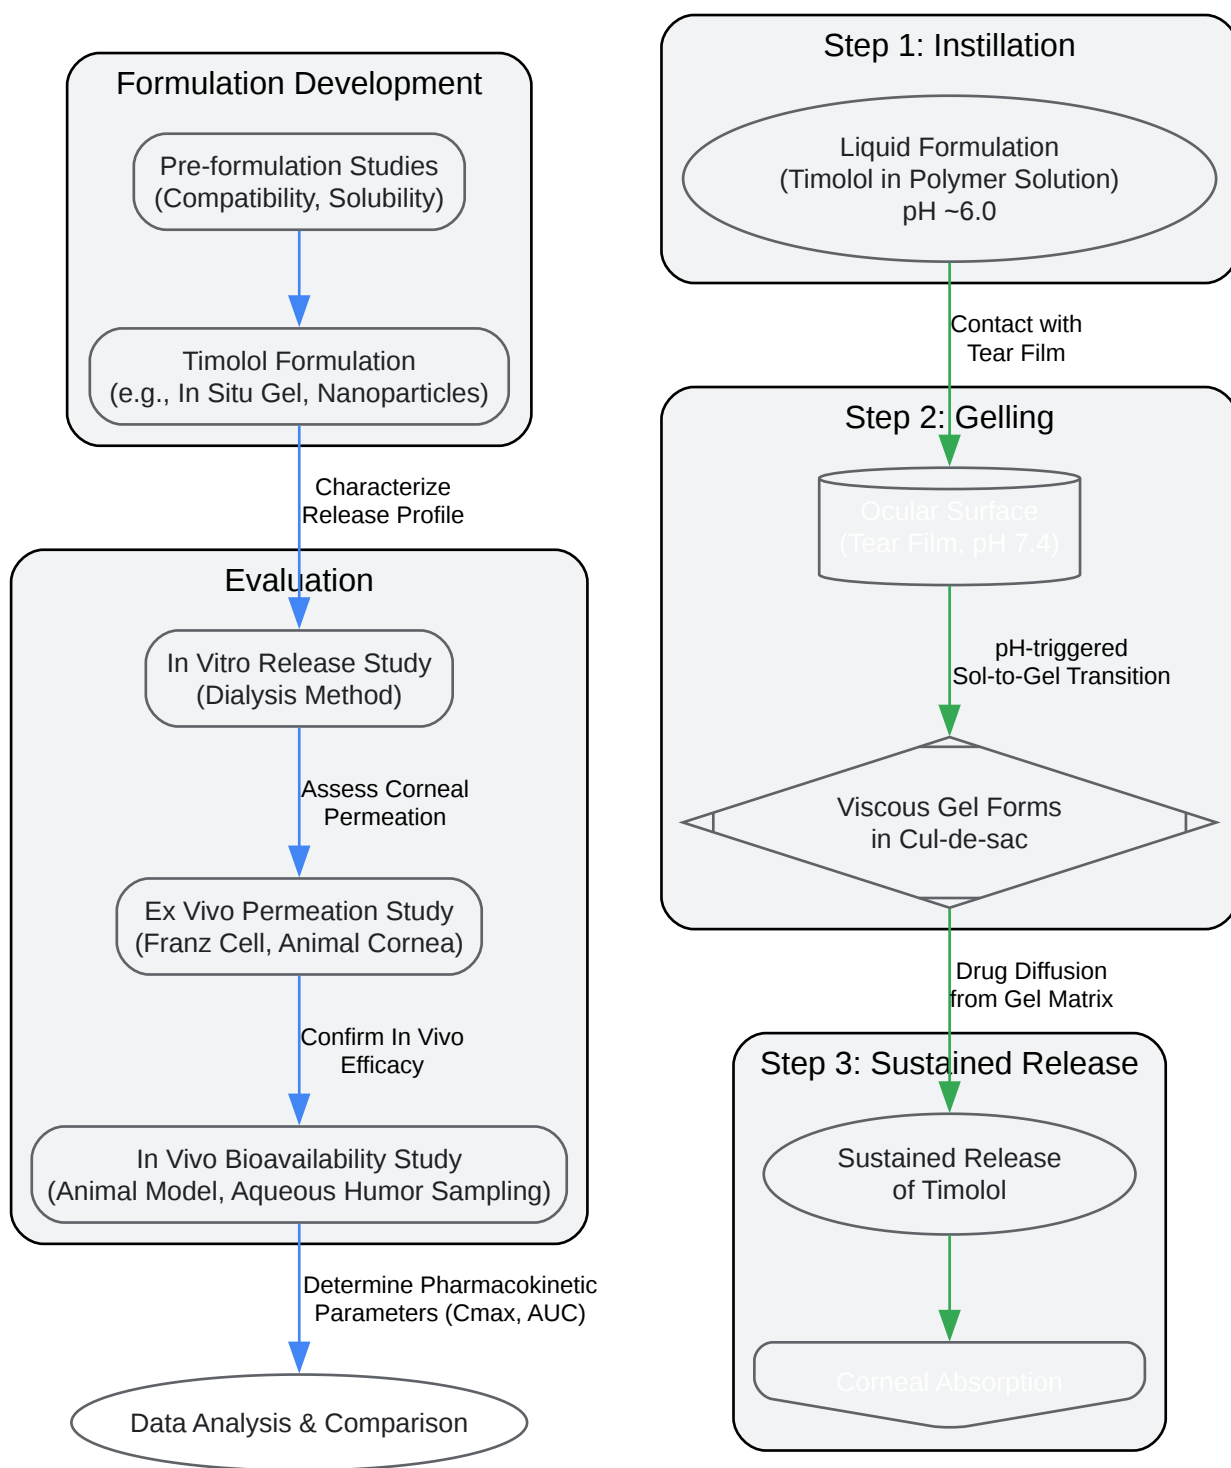 Formulation Development
Pre-formulation Studies
(Compatibility, Solubility)
Timolol Formulation
(e.g., In Situ Gel, Nanoparticles)
Characterize
Release Profile
Evaluation
In Vitro Release Study
(Dialysis Method)
Assess Corneal
Permeation
Ex Vivo Permeation Study
(Franz Cell, Animal Cornea)
Confirm In Vivo
Efficacy
In Vivo Bioavailability Study
(Animal Model, Aqueous Humor Sampling)
Determine Pharmacokinetic
Parameters (Cmax, AUC)
Data Analysis & Comparison
Step 1: Instillation
Liquid Formulation
(Timolol in Polymer Solution)
pH ~6.0
Contact with
Tear Film
Step 2: Gelling
Ocular Surface
(Tear Film, pH 7.4)
pH-triggered
Sol-to-Gel Transition
Viscous Gel Forms
in Cul-de-sac
Drug Diffusion
from Gel Matrix
Step 3: Sustained Release
Sustained Release
of Timolol
Corneal Absorption